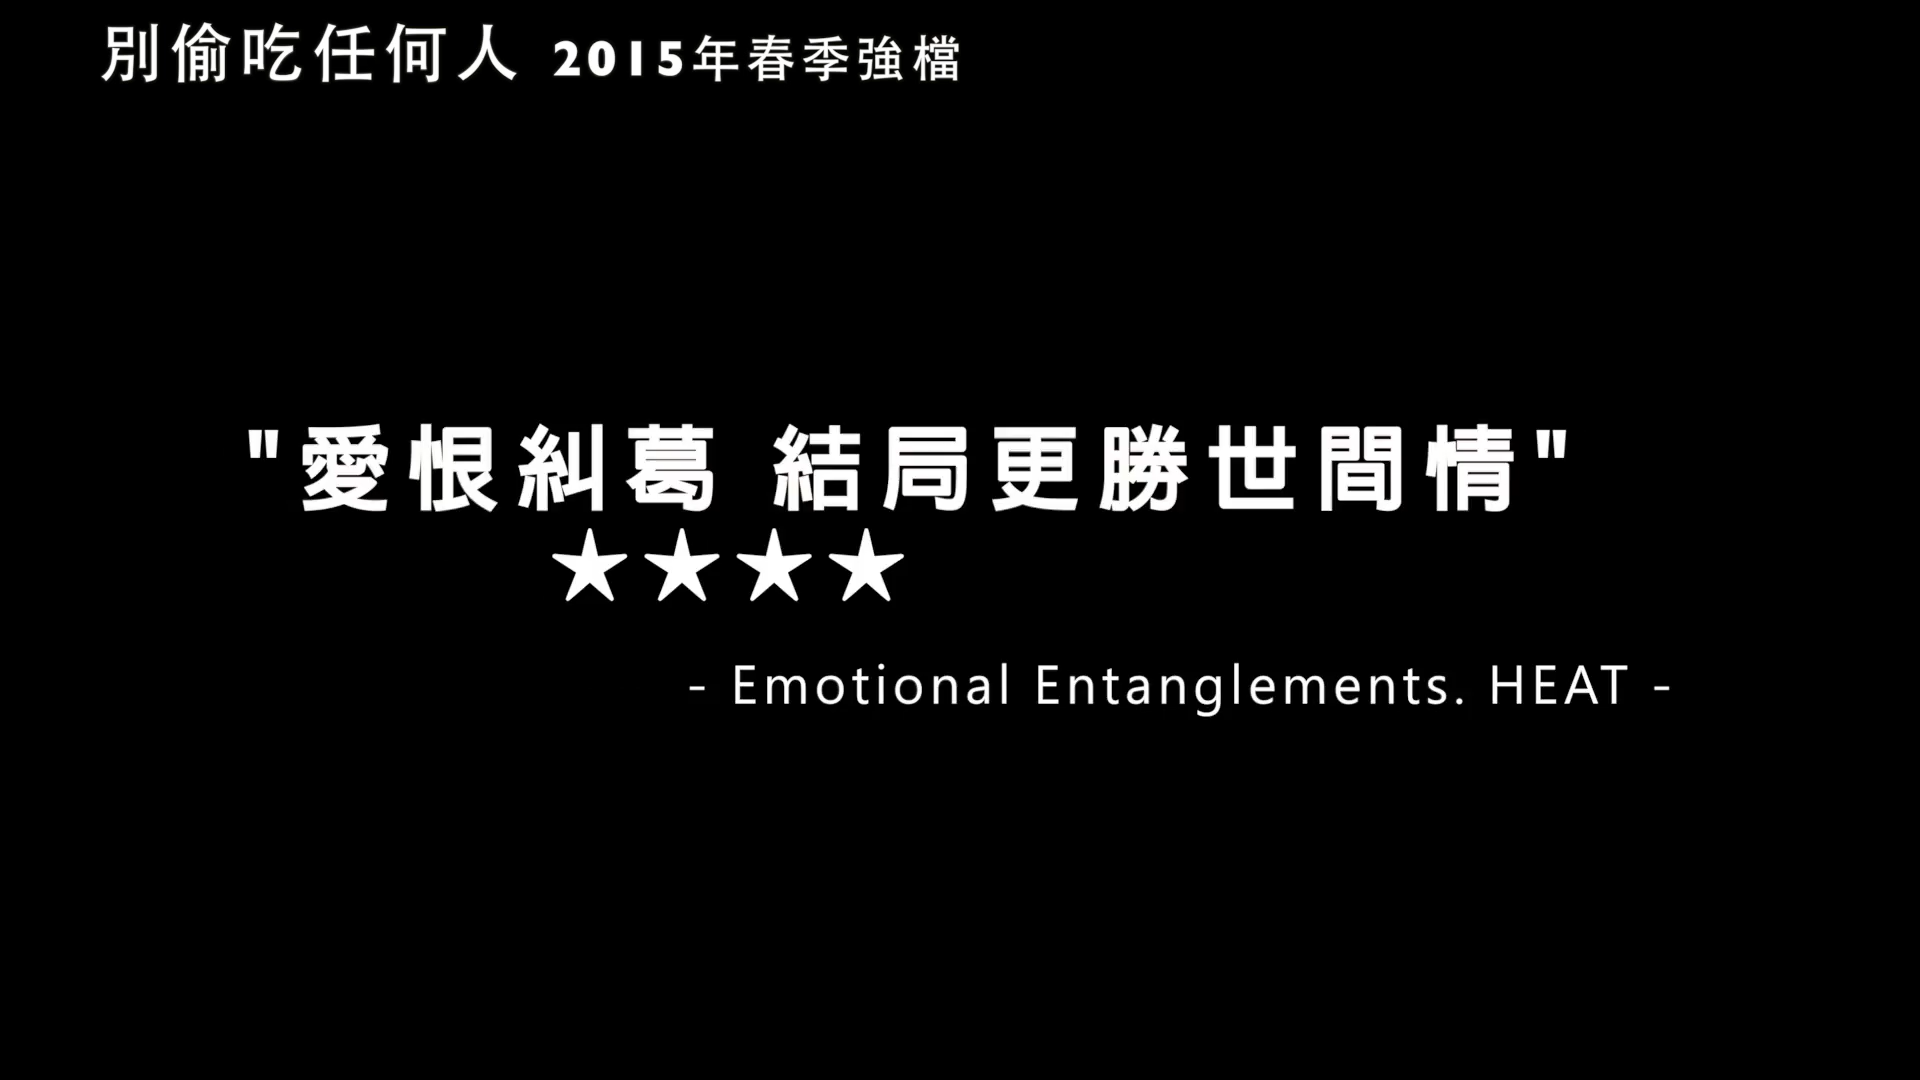 別偷吃任何人 2015年春季強檔
"愛恨糾葛 結局更勝世間情"
★★★★
- Emotional Entanglements. HEAT -